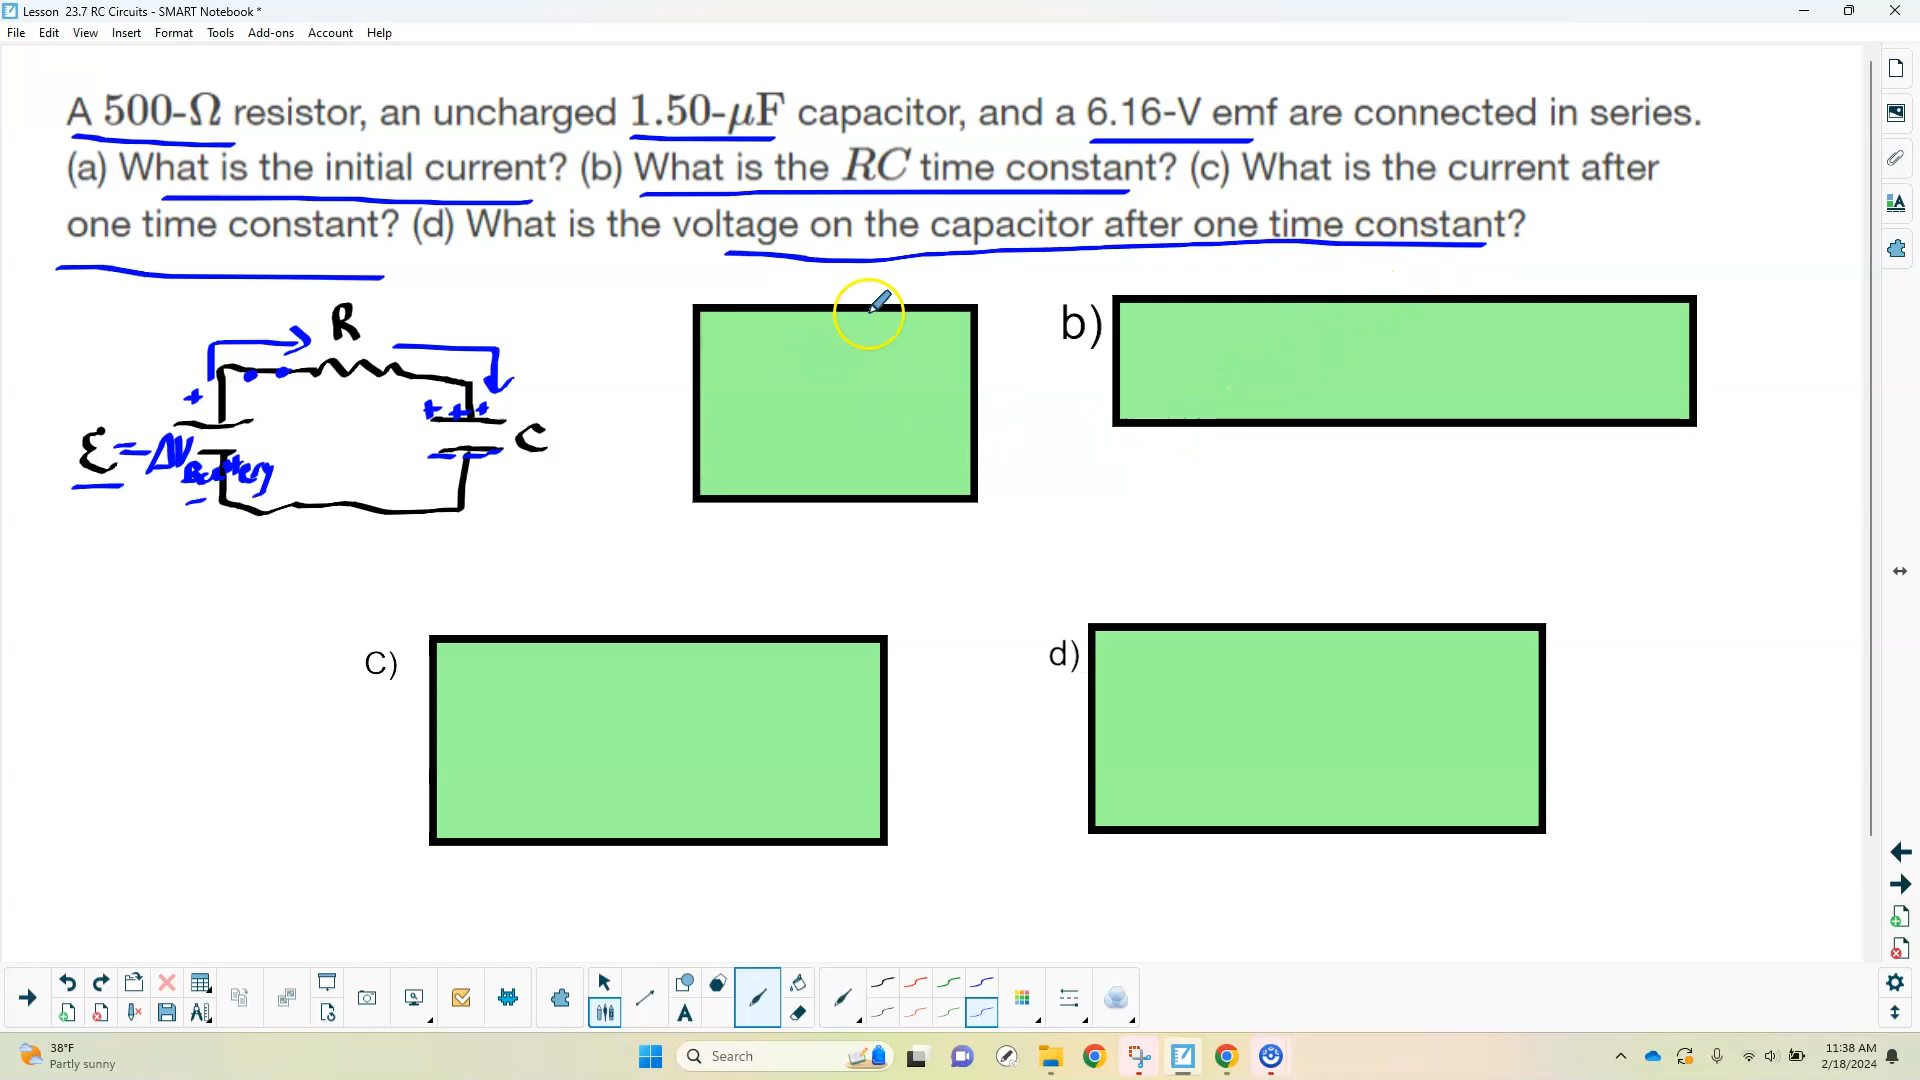 Lesson 23.7 RC Circuits - SMART Notebook *
File Edit View Insert Format Tools Add-ons Account Help
A 500-Ω resistor, an uncharged 1.50-μF capacitor, and a 6.16-V emf are connected in series.
(a) What is the initial current? (b) What is the RC time constant? (c) What is the current after
one time constant? (d) What is the voltage on the capacitor after one time constant?
R
b)
+
+ + +
ε = ΔV Battery
C
-
C)
d)
38°F
Partly sunny
Search
11:38 AM
2/18/2024